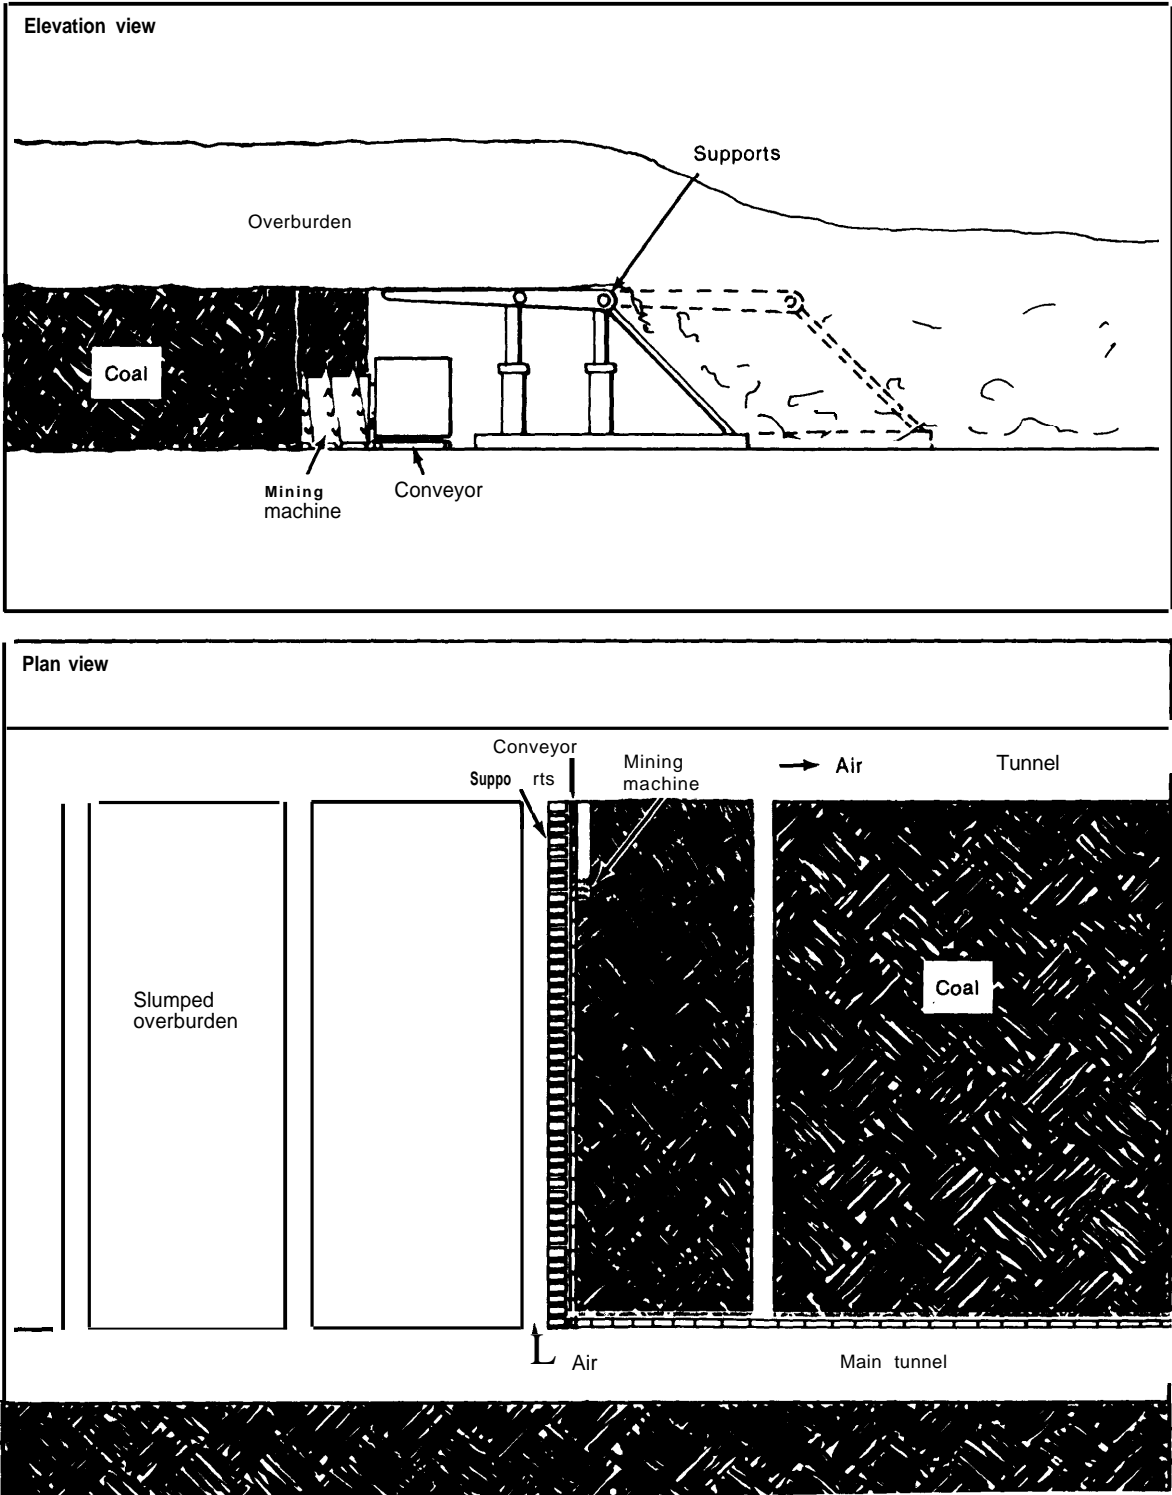 Elevation view
Supports
Overburden
Coal
Mining
machine
Conveyor
Plan view
Conveyor
Suppo rts
Mining
machine
Air
Tunnel
Slumped
overburden
Coal
L Air
Main tunnel